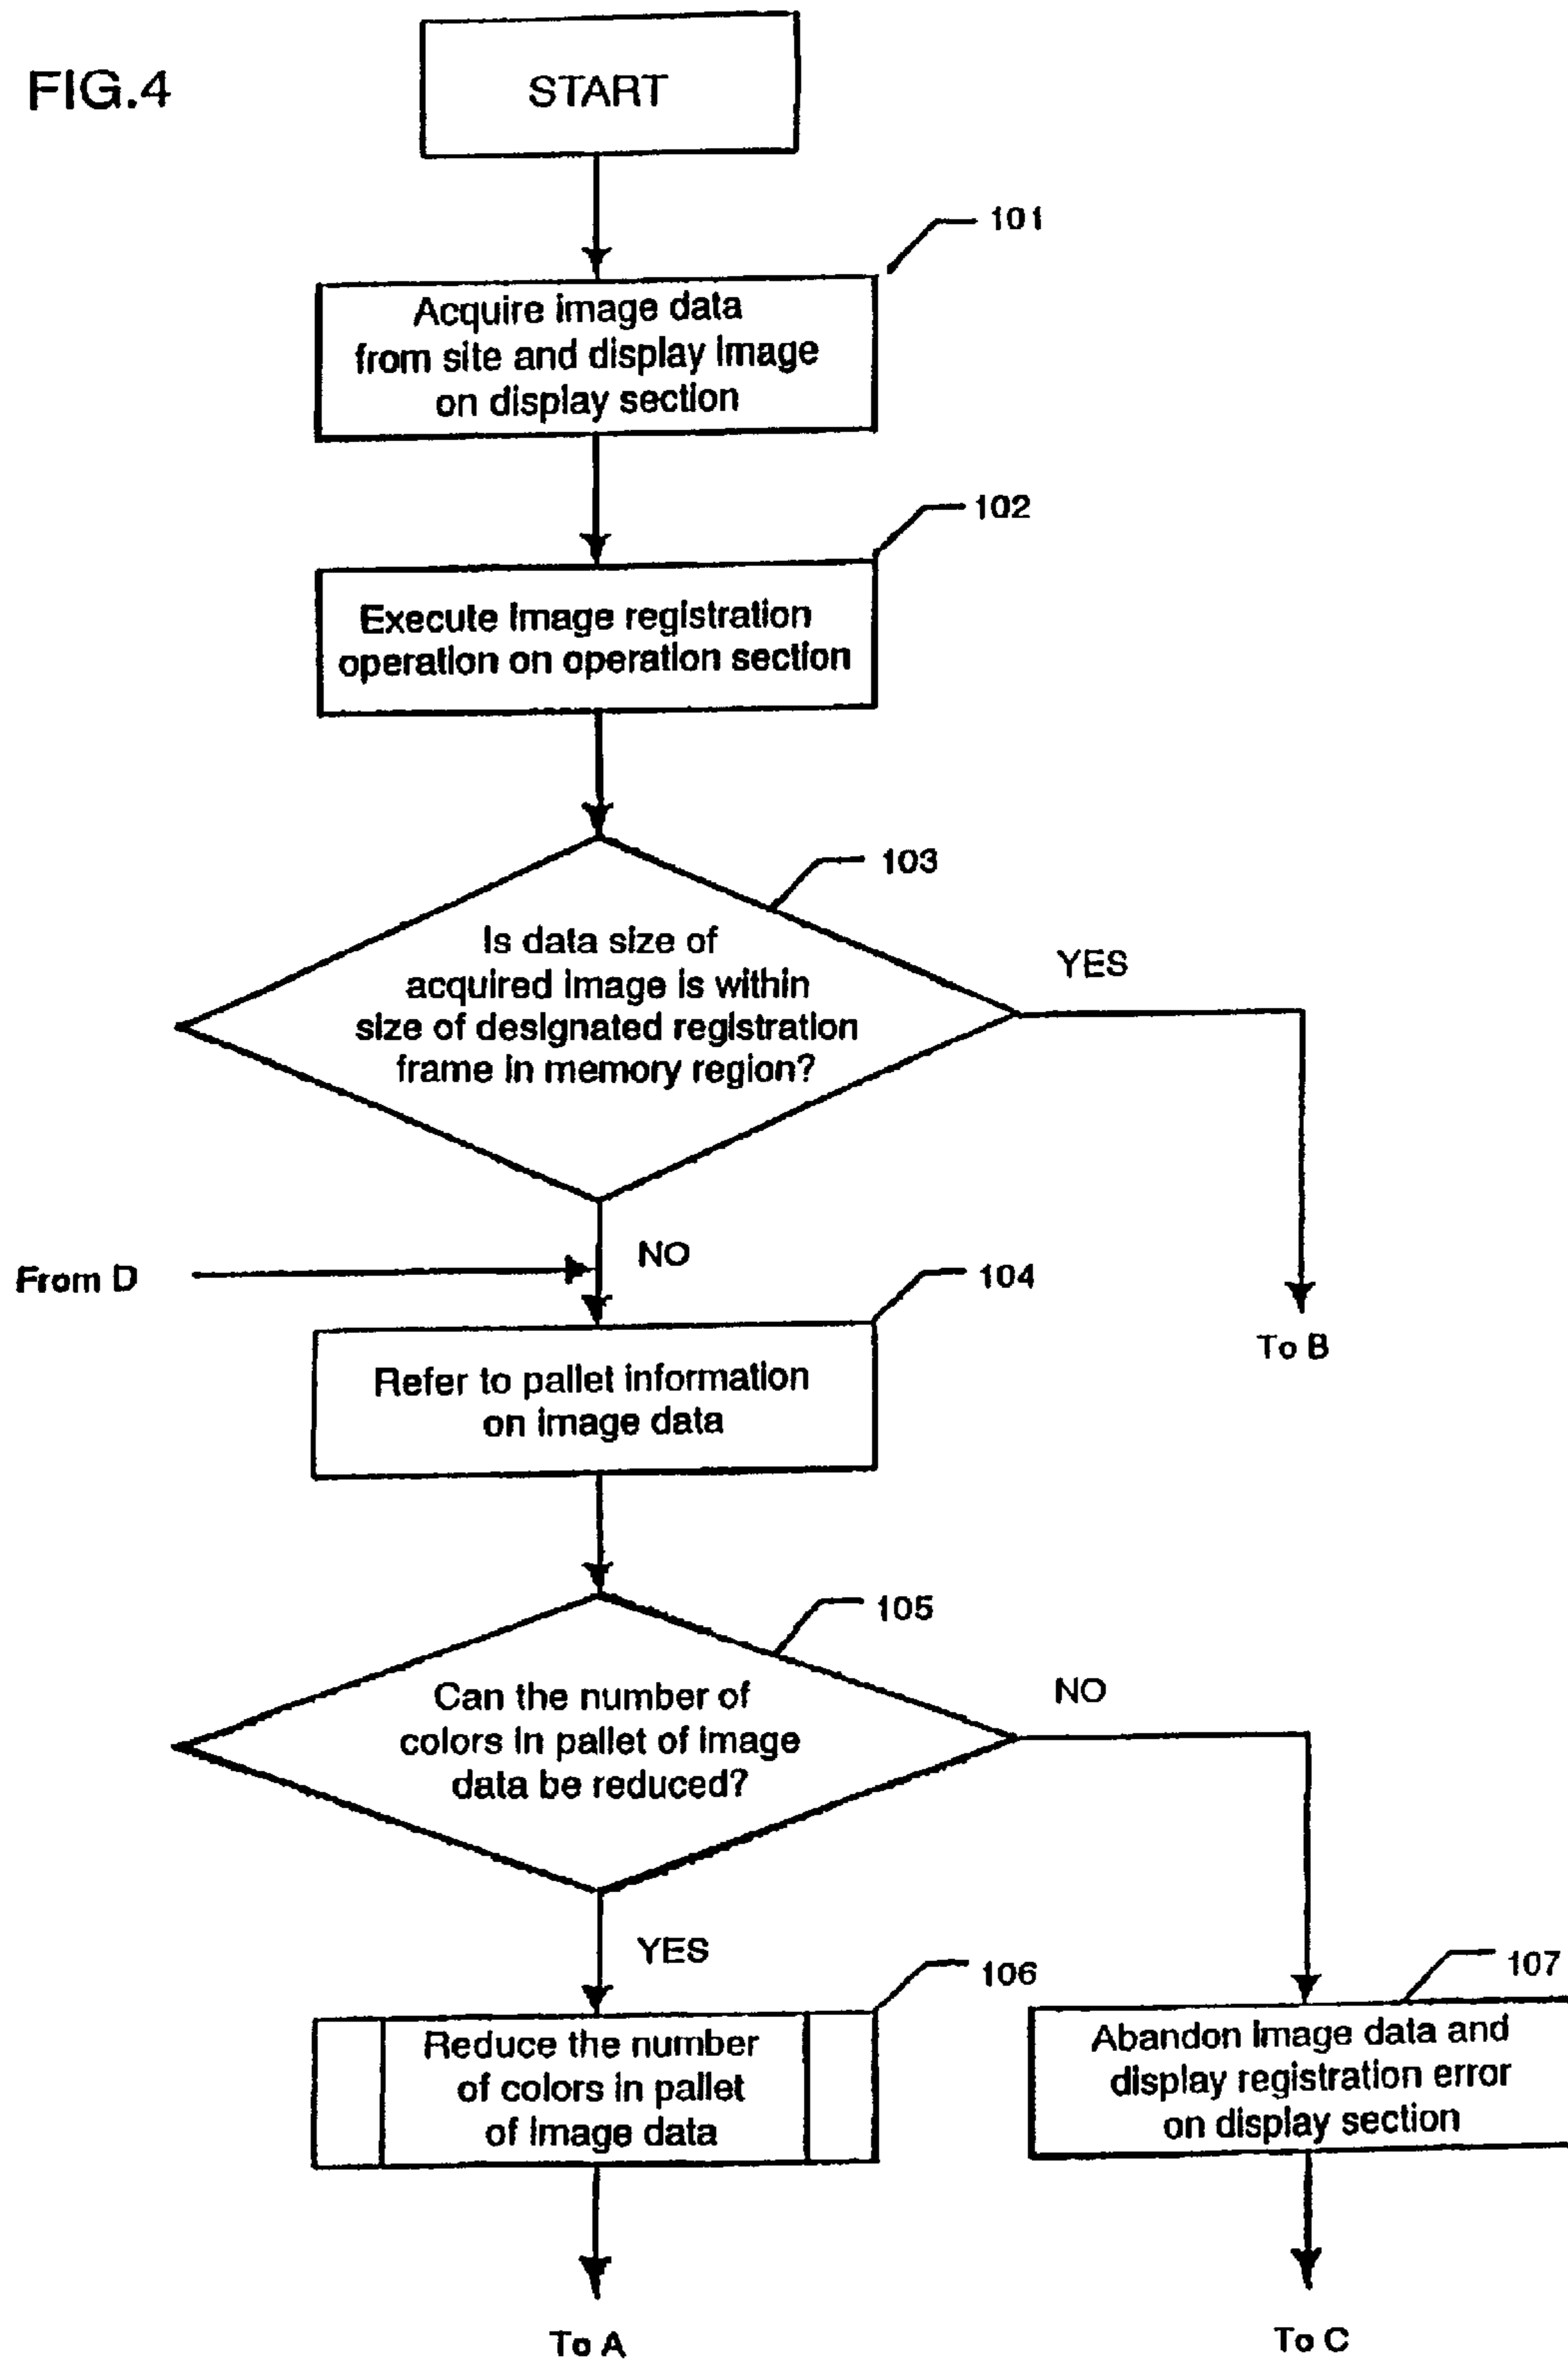 FIG.4
START
101
Acquire image data
from site and display image
on display section
102
Execute image registration
operation on operation section
103
Is data size of
acquired image is within
size of designated registration
frame in memory region?
YES
NO
From D
To B
104
Refer to pallet information
on image data
105
Can the number of
colors in pallet of image
data be reduced?
NO
YES
106
Reduce the number
of colors in pallet
of image data
107
Abandon image data and
display registration error
on display section
To A
To C